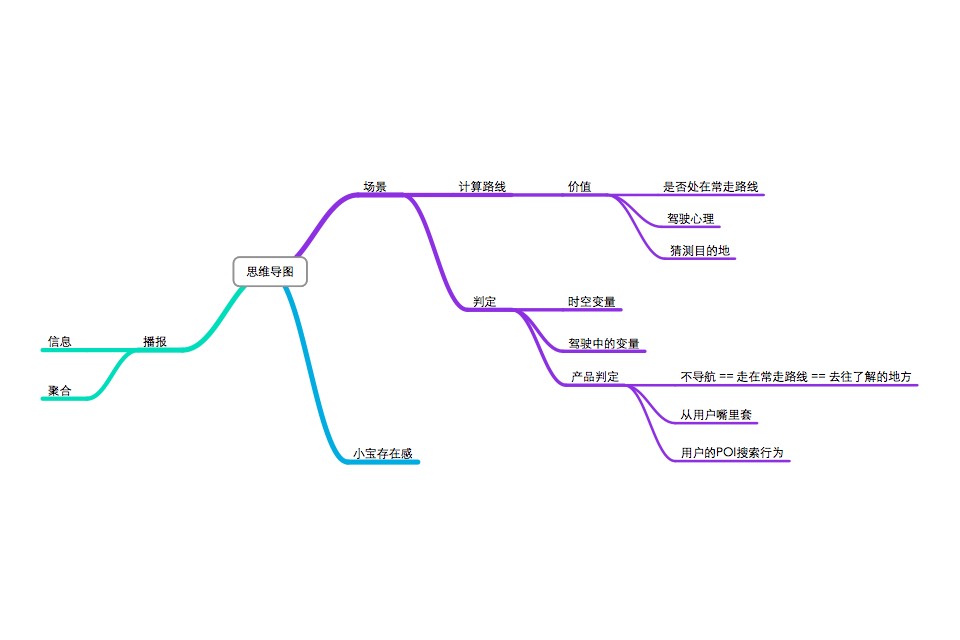 思维导图
场景
计算路线
价值
是否处在常走路线
驾驶心理
猜测目的地
判定
时空变量
驾驶中的变量
产品判定
不导航 == 走在常走路线 == 去往了解的地方
从用户嘴里套
用户的POI搜索行为
小宝存在感
播报
信息
聚合